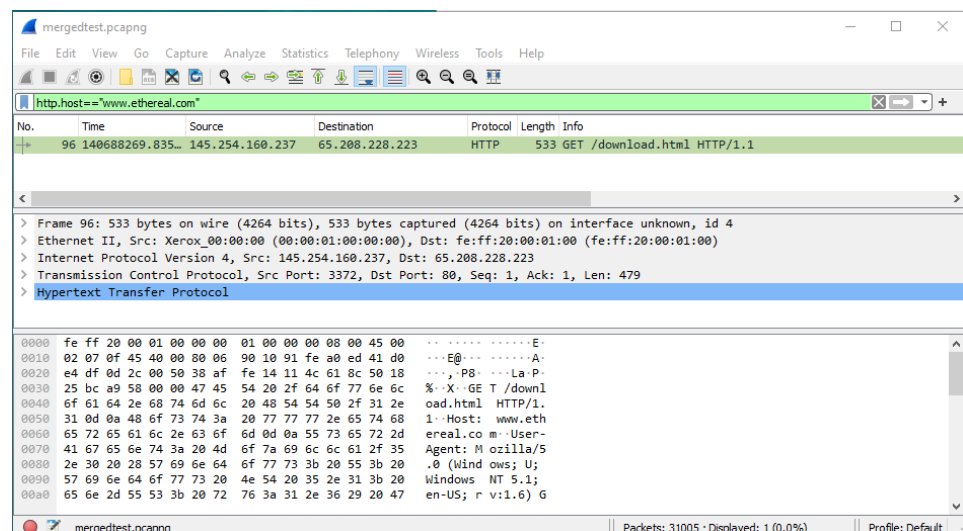 mergedtest.pcapng
File Edit View Go Capture Analyze Statistics Telephony Wireless Tools Help
http.host=="www.ethereal.com"
No. Time Source Destination Protocol Length Info
96 140688269.835… 145.254.160.237 65.208.228.223 HTTP 533 GET /download.html HTTP/1.1
> Frame 96: 533 bytes on wire (4264 bits), 533 bytes captured (4264 bits) on interface unknown, id 4
> Ethernet II, Src: Xerox_00:00:00 (00:00:01:00:00:00), Dst: fe:ff:20:00:01:00 (fe:ff:20:00:01:00)
> Internet Protocol Version 4, Src: 145.254.160.237, Dst: 65.208.228.223
> Transmission Control Protocol, Src Port: 3372, Dst Port: 80, Seq: 1, Ack: 1, Len: 479
> Hypertext Transfer Protocol
0000 fe ff 20 00 01 00 00 00 01 00 00 00 08 00 45 00 ·· ····· ······E·
0010 02 07 0f 45 40 00 80 06 90 10 91 fe a0 ed 41 d0 ···E@··· ······A·
0020 e4 df 0d 2c 00 50 38 af fe 14 11 4c 61 8c 50 18 ···,·P8· ···La·P·
0030 25 bc a9 58 00 00 47 45 54 20 2f 64 6f 77 6e 6c %··X··GE T /downl
0040 6f 61 64 2e 68 74 6d 6c 20 48 54 54 50 2f 31 2e oad.html HTTP/1.
0050 31 0d 0a 48 6f 73 74 3a 20 77 77 77 2e 65 74 68 1··Host: www.eth
0060 65 72 65 61 6c 2e 63 6f 6d 0d 0a 55 73 65 72 2d ereal.co m··User-
0070 41 67 65 6e 74 3a 20 4d 6f 7a 69 6c 6c 61 2f 35 Agent: M ozilla/5
0080 2e 30 20 28 57 69 6e 64 6f 77 73 3b 20 55 3b 20 .0 (Wind ows; U;
0090 57 69 6e 64 6f 77 73 20 4e 54 20 35 2e 31 3b 20 Windows NT 5.1;
00a0 65 6e 2d 55 53 3b 20 72 76 3a 31 2e 36 29 20 47 en-US; r v:1.6) G
mergedtest.pcapng Packets: 31005 · Displayed: 1 (0.0%) Profile: Default